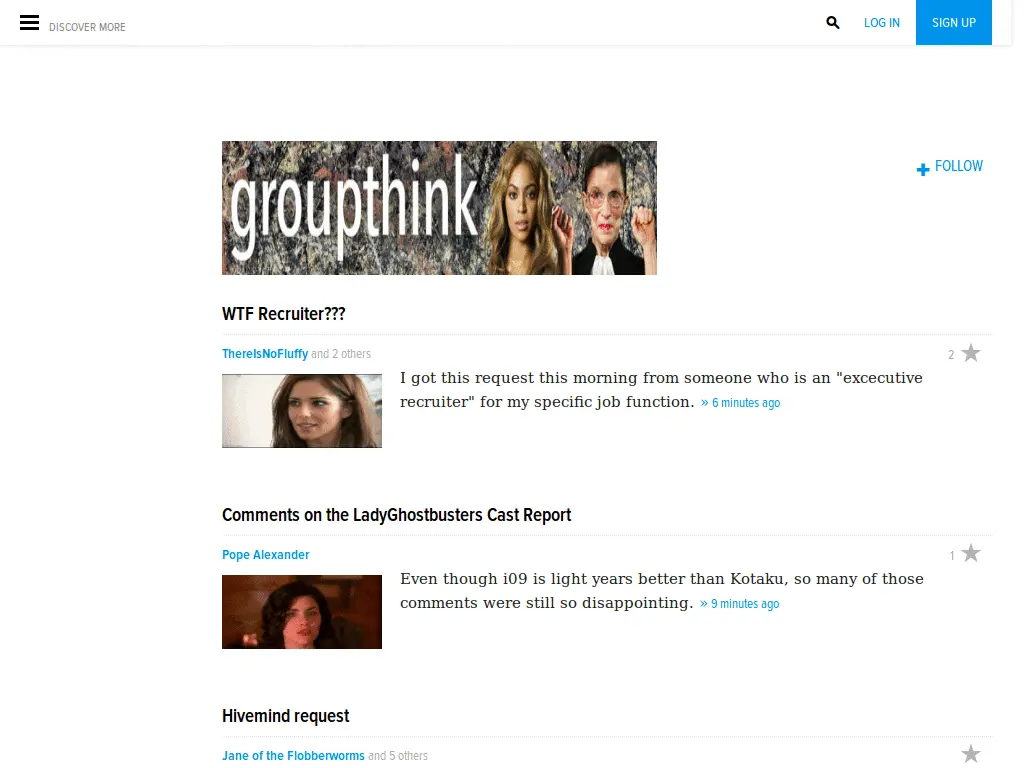 DISCOVER MORE
LOG IN
SIGN UP
groupthink
FOLLOW
WTF Recruiter???
ThereIsNoFluffy and 2 others
2
I got this request this morning from someone who is an "excecutive
recruiter" for my specific job function. » 6 minutes ago
Comments on the LadyGhostbusters Cast Report
Pope Alexander
1
Even though i09 is light years better than Kotaku, so many of those
comments were still so disappointing. » 9 minutes ago
Hivemind request
Jane of the Flobberworms and 5 others